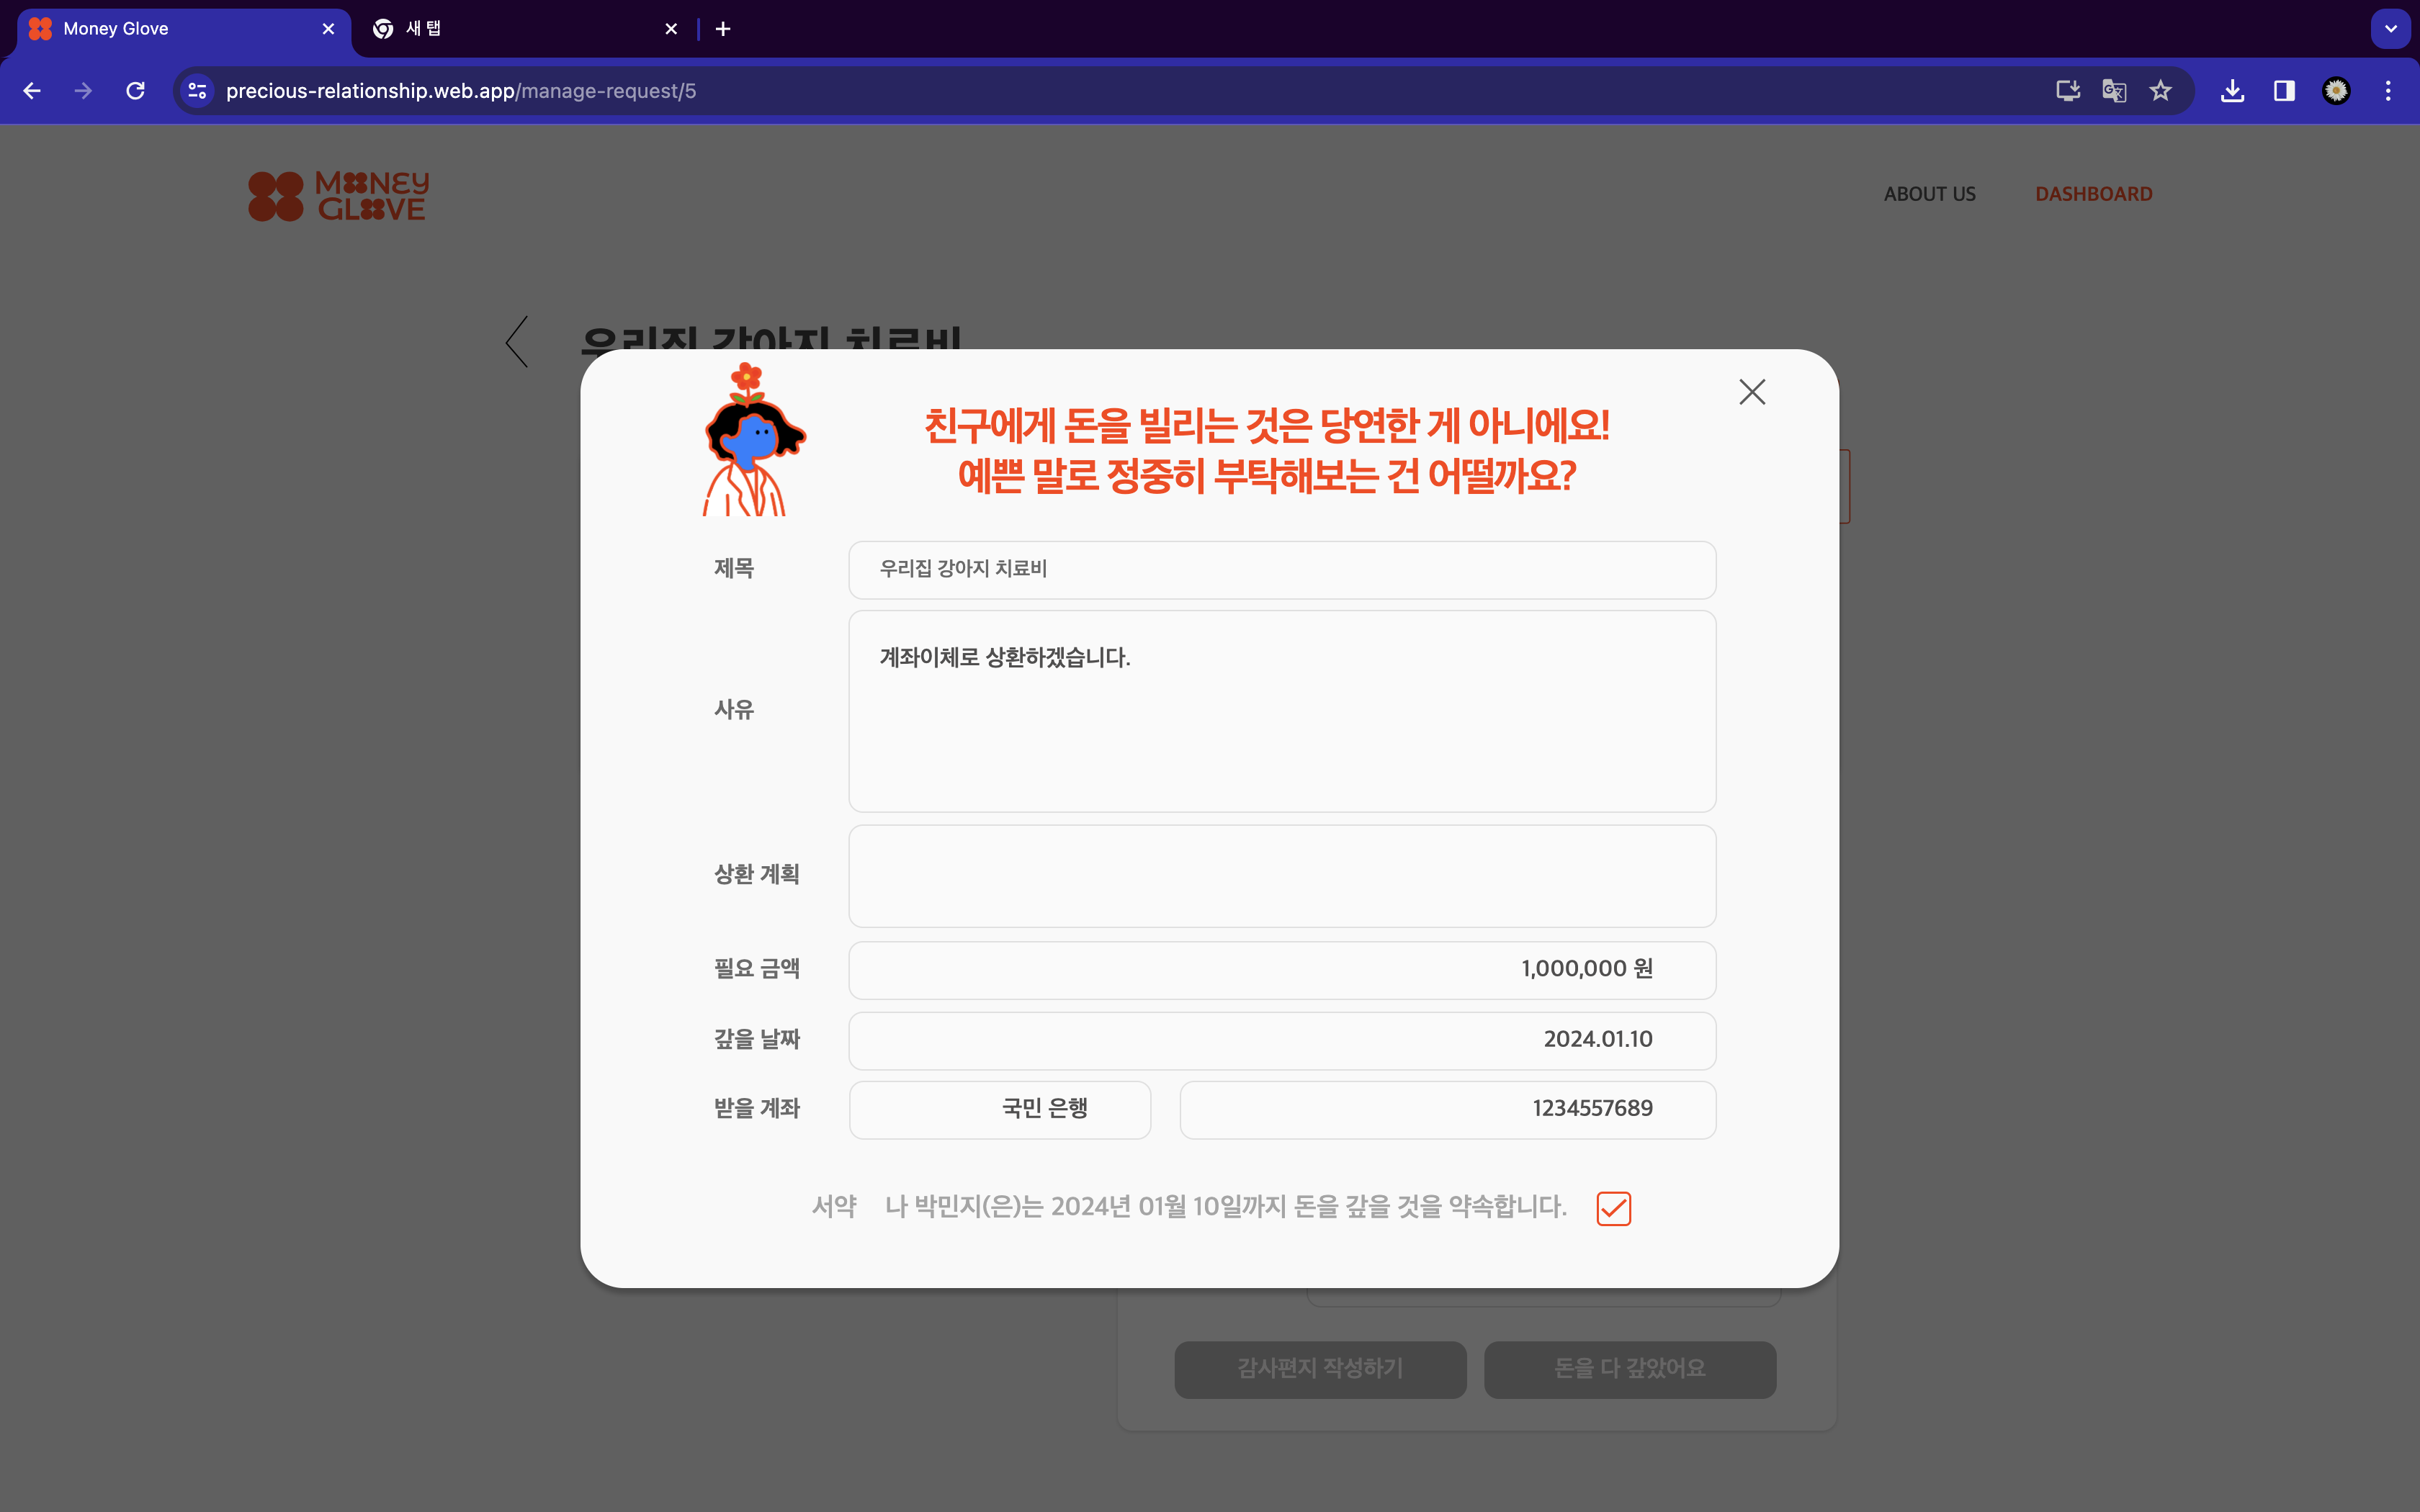 Money Glove
새 탭
precious-relationship.web.app/manage-request/5
MONEY GLOVE
ABOUT US
DASHBOARD
우리집 강아지 치료비
친구에게 돈을 빌리는 것은 당연한 게 아니에요!
예쁜 말로 정중히 부탁해보는 건 어떨까요?
제목
우리집 강아지 치료비
사유
계좌이체로 상환하겠습니다.
상환 계획
필요 금액
1,000,000 원
갚을 날짜
2024.01.10
받을 계좌
국민 은행
1234557689
서약 나 박민지(은)는 2024년 01월 10일까지 돈을 갚을 것을 약속합니다.
감사편지 작성하기
돈을 다 갚았어요